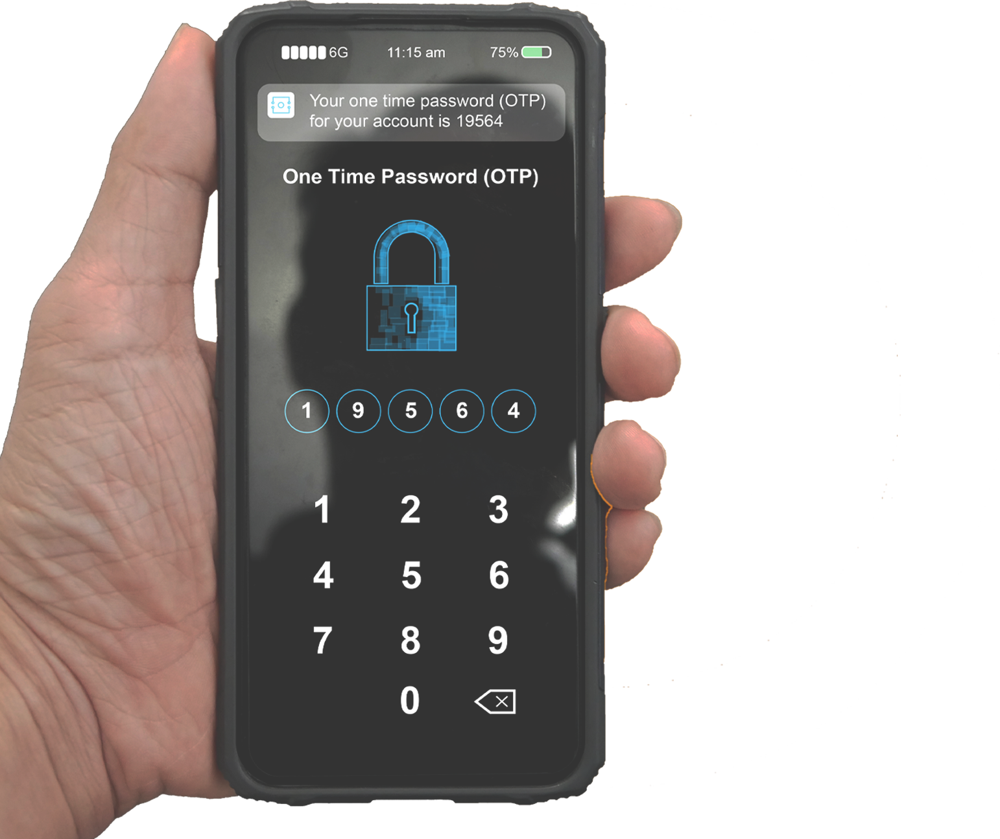 6G 11:15 am 75%
Your one time password (OTP)
for your account is 19564
One Time Password (OTP)
1 9 5 6 4
1 2 3
4 5 6
7 8 9
0